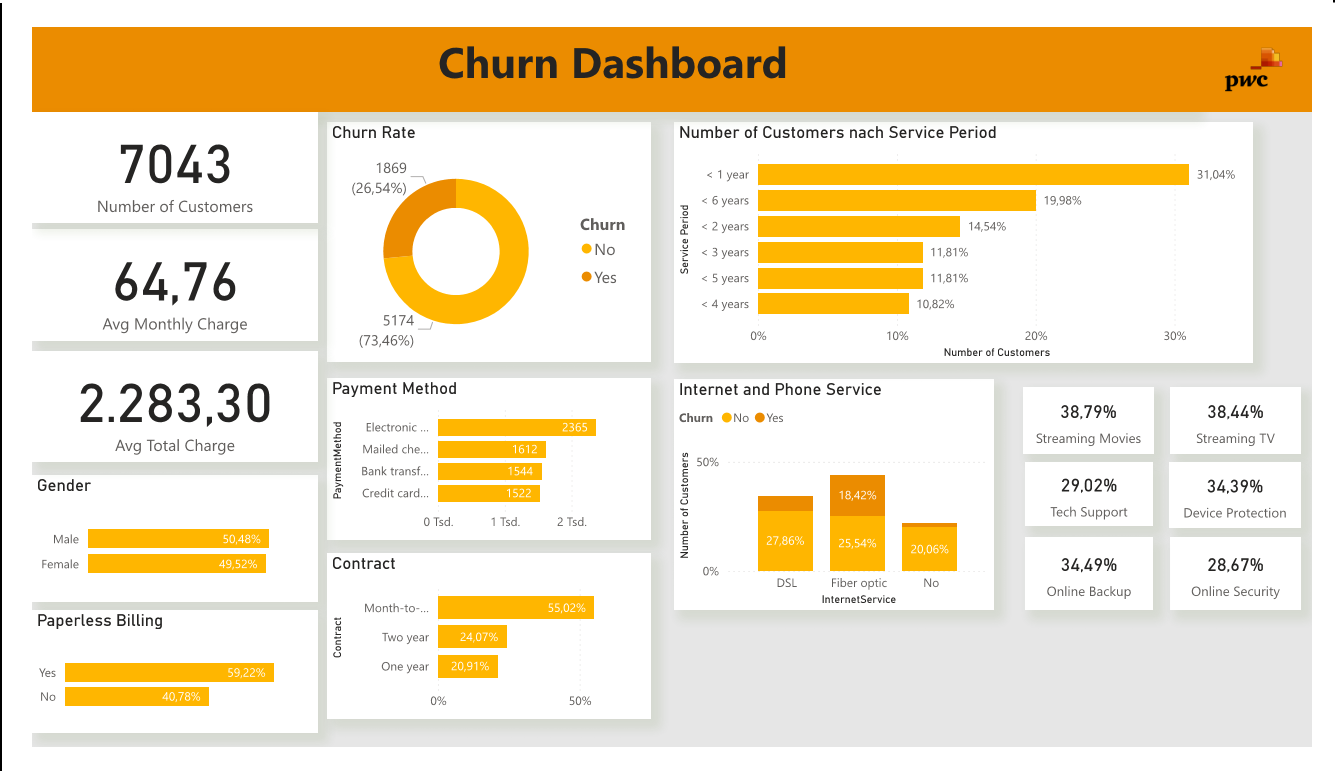 Churn Dashboard
pwc
7043
Number of Customers
64,76
Avg Monthly Charge
2.283,30
Avg Total Charge
Gender
Male 50,48%
Female 49,52%
Paperless Billing
Yes 59,22%
No 40,78%
Churn Rate
1869
(26,54%)
5174
(73,46%)
Churn
No
Yes
Payment Method
PaymentMethod
Electronic ... 2365
Mailed che... 1612
Bank transf... 1544
Credit card... 1522
0 Tsd. 1 Tsd. 2 Tsd.
Contract
Contract
Month-to-... 55,02%
Two year 24,07%
One year 20,91%
0% 50%
Number of Customers nach Service Period
Service Period
< 1 year 31,04%
< 6 years 19,98%
< 2 years 14,54%
< 3 years 11,81%
< 5 years 11,81%
< 4 years 10,82%
0% 10% 20% 30%
Number of Customers
Internet and Phone Service
Churn No Yes
Number of Customers
50%
18,42%
27,86% 25,54% 20,06%
0%
DSL Fiber optic No
InternetService
38,79%
Streaming Movies
38,44%
Streaming TV
29,02%
Tech Support
34,39%
Device Protection
34,49%
Online Backup
28,67%
Online Security